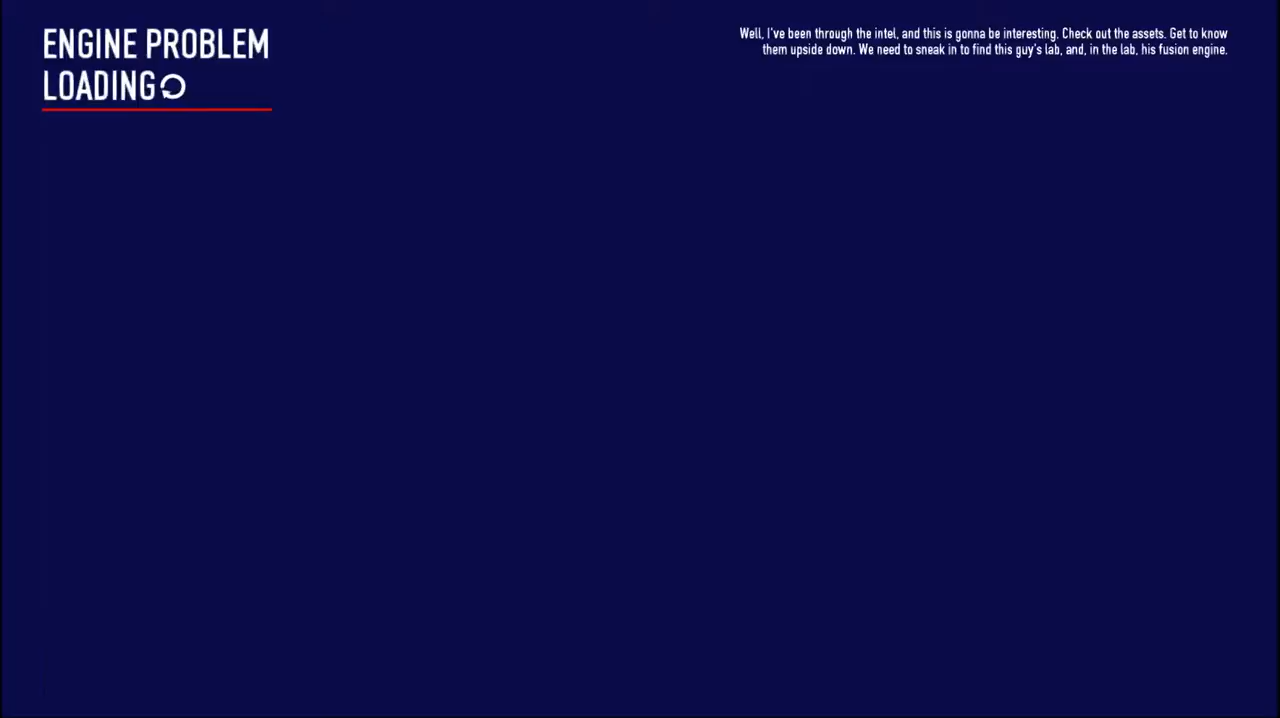 ENGINE PROBLEM
LOADING
Well, I've been through the intel, and this is gonna be interesting. Check out the assets. Get to know
them upside down. We need to sneak in to find this guy's lab, and, in the lab, his fusion engine.